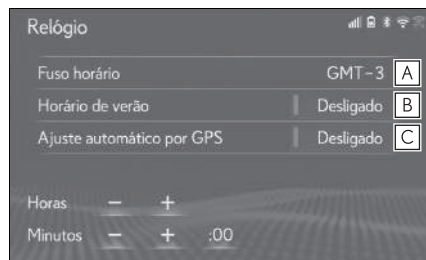 Relógio
Fuso horário GMT-3 A
Horário de verão Desligado B
Ajuste automático por GPS Desligado C
Horas - +
Minutos - + :00